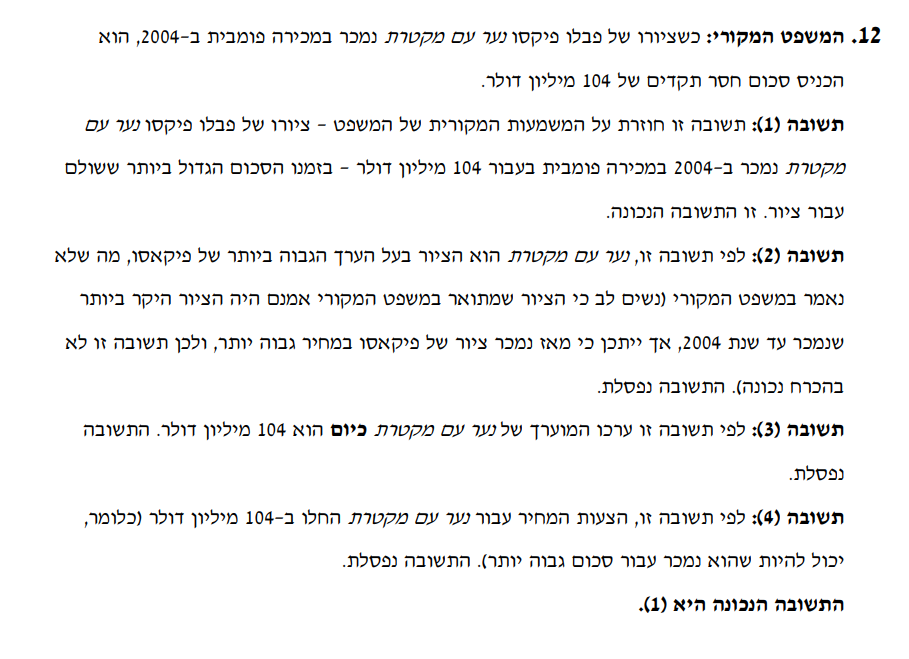 12. המשפט המקורי: כשציורו של פבלו פיקסו נער עם מקטרת נמכר במכירה פומבית ב-2004, הוא
הכניס סכום חסר תקדים של 104 מיליון דולר.
תשובה (1): תשובה זו חוזרת על המשמעות המקורית של המשפט - ציורו של פבלו פיקסו נער עם
מקטרת נמכר ב-2004 במכירה פומבית בעבור 104 מיליון דולר - בזמנו הסכום הגדול ביותר ששולם
עבור ציור. זו התשובה הנכונה.
תשובה (2): לפי תשובה זו, נער עם מקטרת הוא הציור בעל הערך הגבוה ביותר של פיקאסו, מה שלא
נאמר במשפט המקורי (נשים לב כי הציור שמתואר במשפט המקורי אמנם היה הציור היקר ביותר
שנמכר עד שנת 2004, אך ייתכן כי מאז נמכר ציור של פיקאסו במחיר גבוה יותר, ולכן תשובה זו לא
בהכרח נכונה). התשובה נפסלת.
תשובה (3): לפי תשובה זו ערכו המוערך של נער עם מקטרת כיום הוא 104 מיליון דולר. התשובה
נפסלת.
תשובה (4): לפי תשובה זו, הצעות המחיר עבור נער עם מקטרת החלו ב-104 מיליון דולר (כלומר,
יכול להיות שהוא נמכר עבור סכום גבוה יותר). התשובה נפסלת.
התשובה הנכונה היא (1).